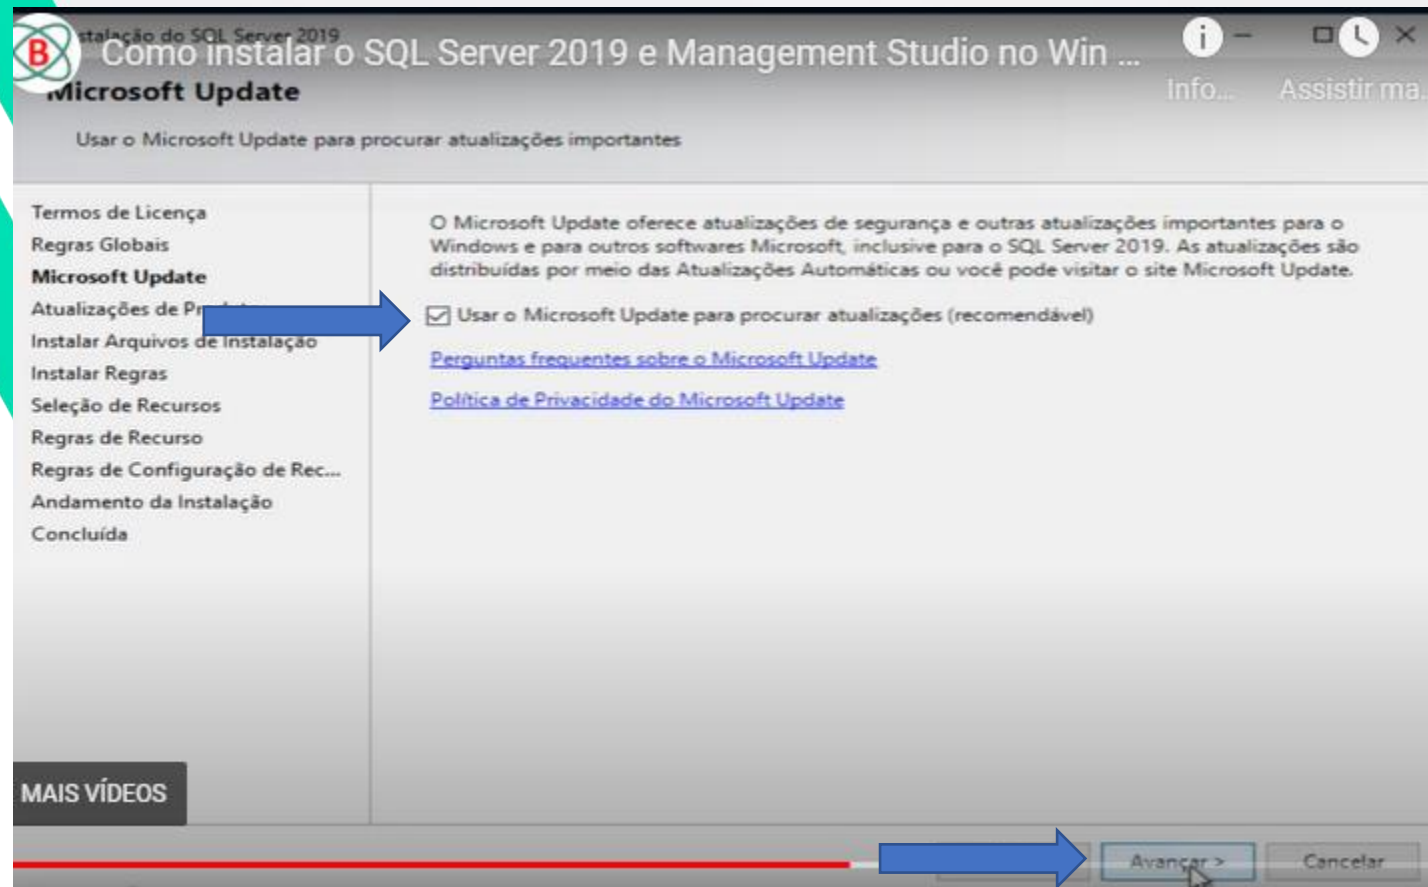 stalação do SQL Server 2019
B
Como instalar o SQL Server 2019 e Management Studio no Win ...
Info...
Assistir ma...
Microsoft Update
Usar o Microsoft Update para procurar atualizações importantes
Termos de Licença
Regras Globais
Microsoft Update
Atualizações de
Instalar Arquivos de Instalação
Instalar Regras
Seleção de Recursos
Regras de Recurso
Regras de Configuração de Rec...
Andamento da Instalação
Concluída
O Microsoft Update oferece atualizações de segurança e outras atualizações importantes para o
Windows e para outros softwares Microsoft, inclusive para o SQL Server 2019. As atualizações são
distribuídas por meio das Atualizações Automáticas ou você pode visitar o site Microsoft Update.
Usar o Microsoft Update para procurar atualizações (recomendável)
Perguntas frequentes sobre o Microsoft Update
Política de Privacidade do Microsoft Update
MAIS VÍDEOS
Avançar >
Cancelar